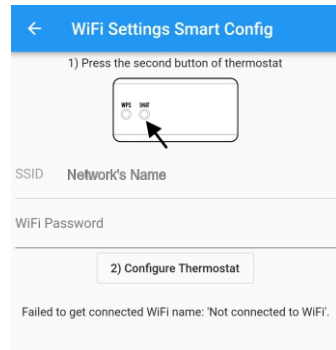 WiFi Settings Smart Config
1) Press the second button of thermostat
WPS SMART
SSID Network's Name
WiFi Password
2) Configure Thermostat
Failed to get connected WiFi name: 'Not connected to WiFi'.